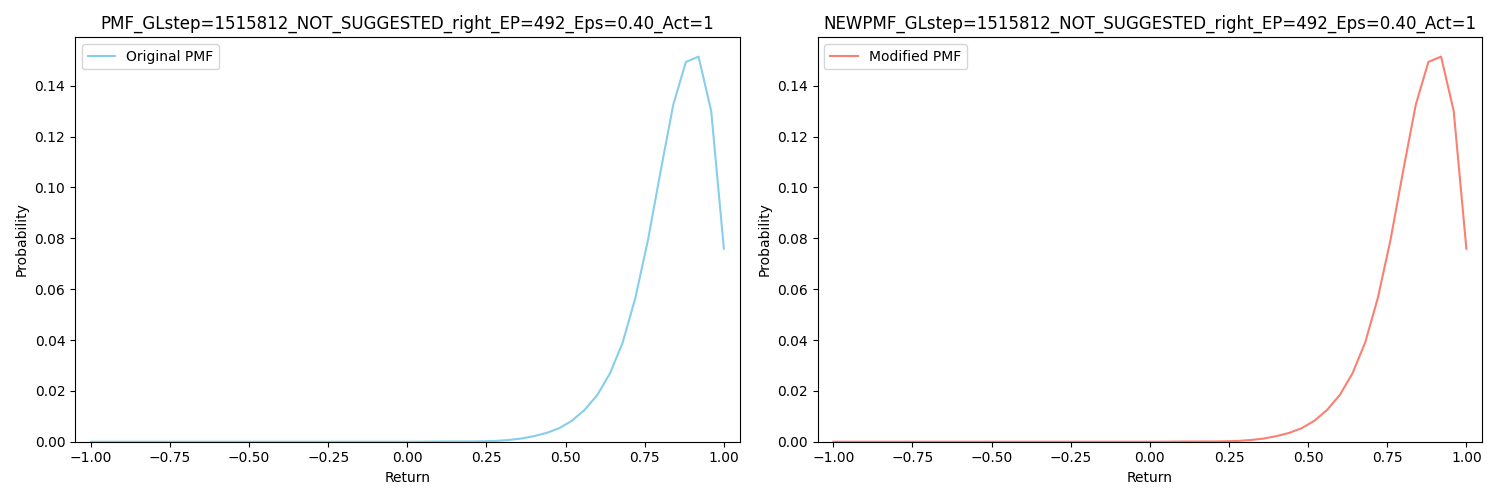 PMF_GLstep=1515812_NOT_SUGGESTED_right_EP=492_Eps=0.40_Act=1
Original PMF
Probability
0.14
0.12
0.10
0.08
0.06
0.04
0.02
0.00
−1.00 −0.75 −0.50 −0.25 0.00 0.25 0.50 0.75 1.00
Return
NEWPMF_GLstep=1515812_NOT_SUGGESTED_right_EP=492_Eps=0.40_Act=1
Modified PMF
Probability
0.14
0.12
0.10
0.08
0.06
0.04
0.02
0.00
−1.00 −0.75 −0.50 −0.25 0.00 0.25 0.50 0.75 1.00
Return